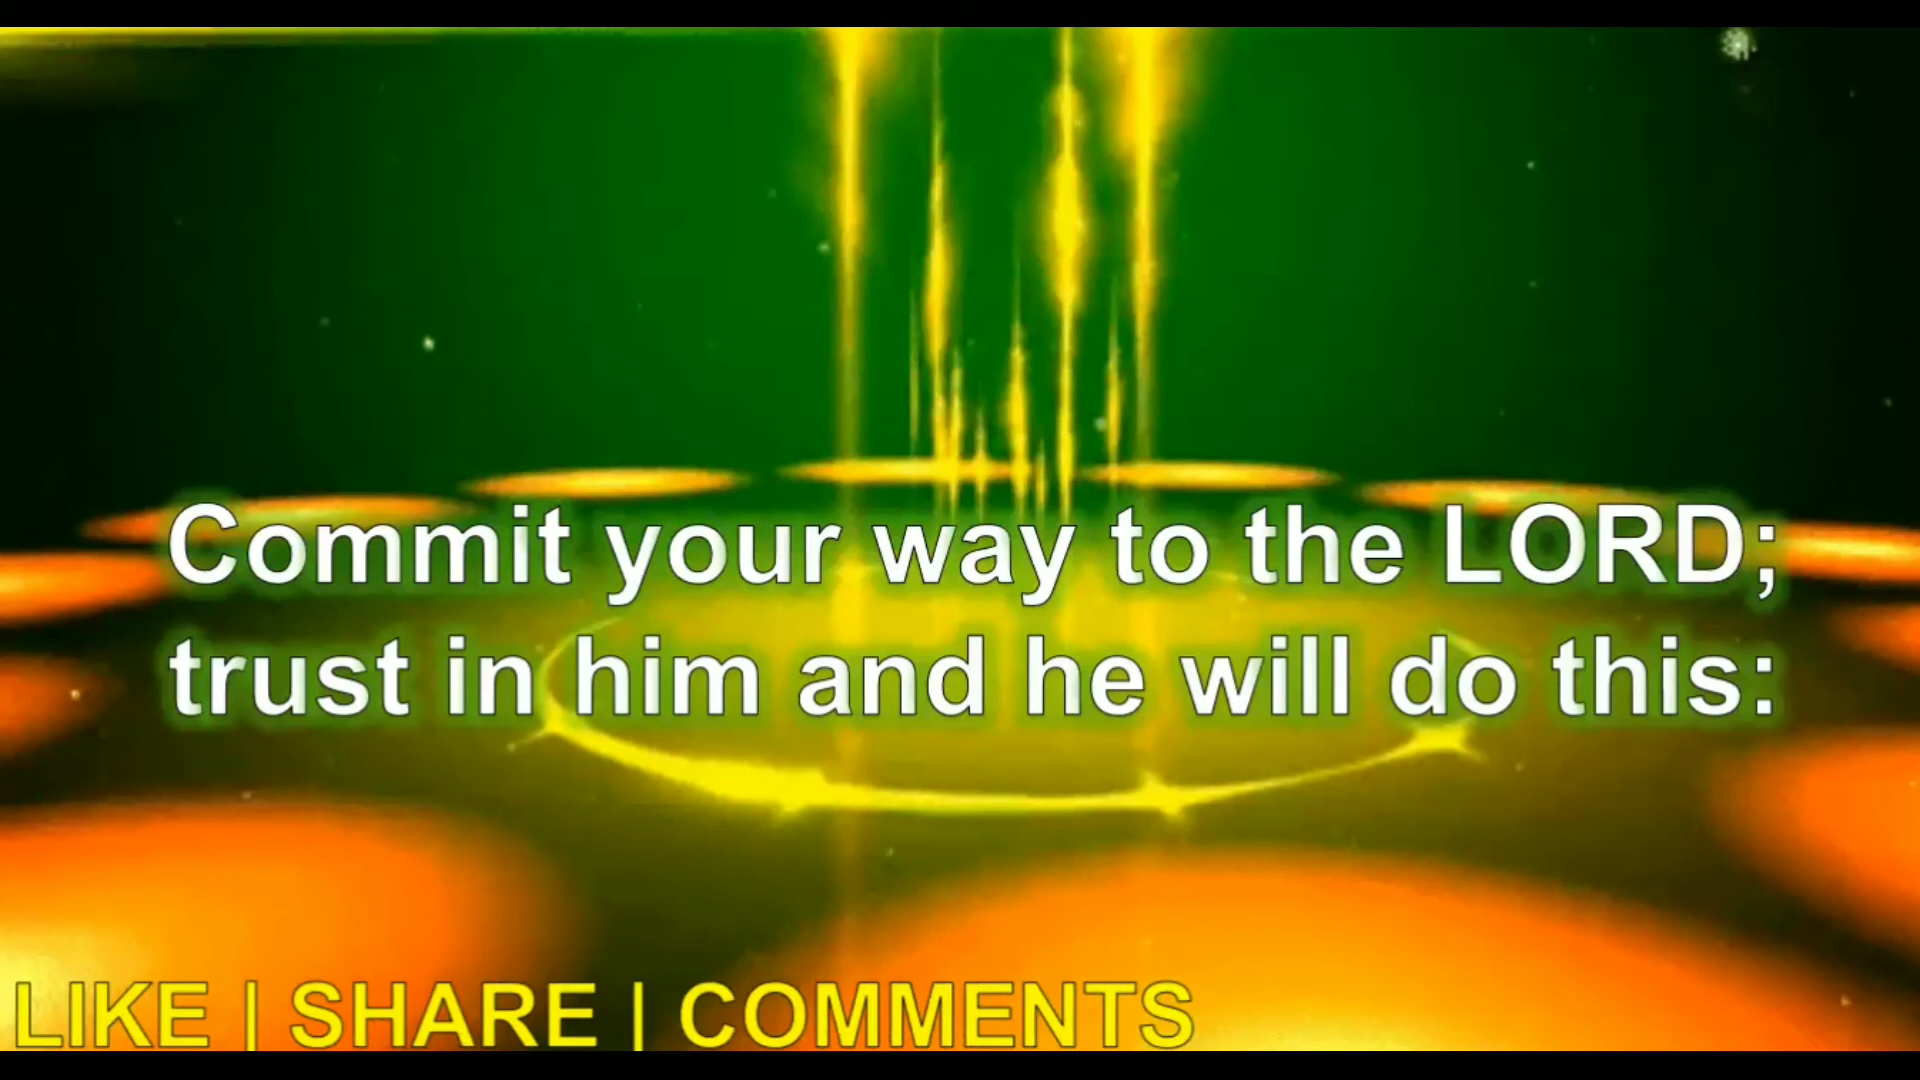 Commit your way to the LORD;
trust in him and he will do this:
LIKE | SHARE | COMMENTS